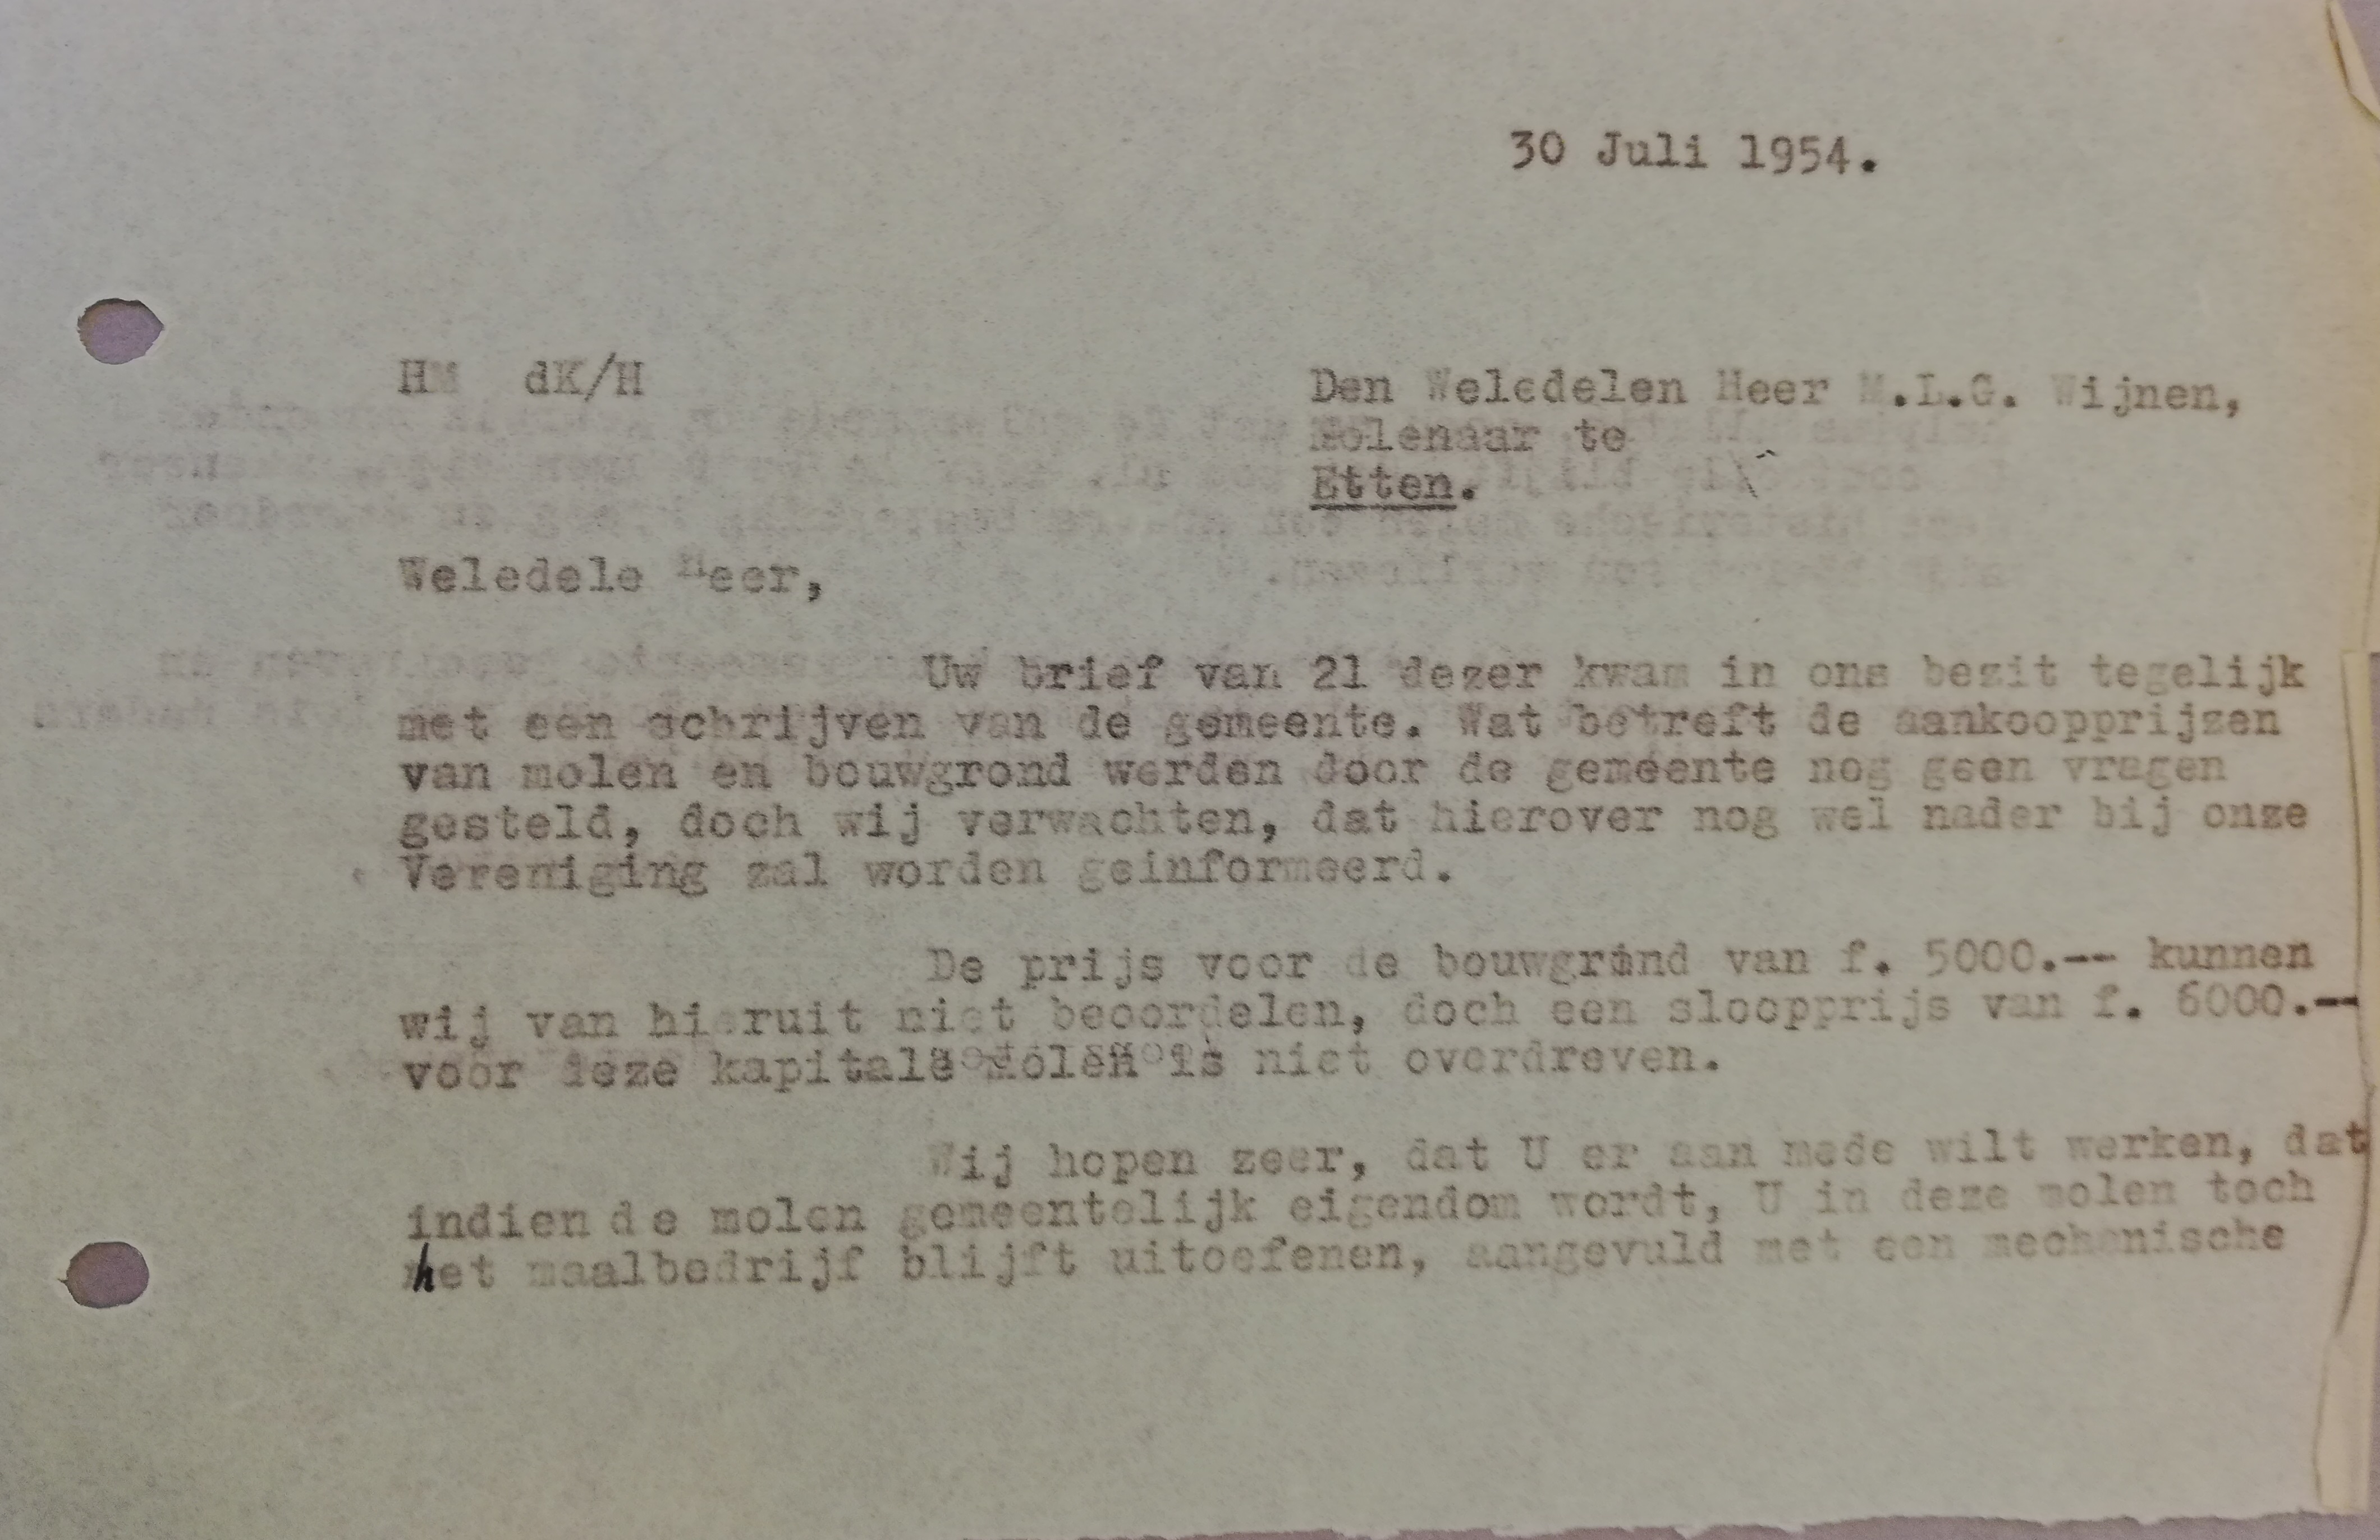 30 Juli 1954.
HM dK/H
Den Weledelen Heer M.L.G. Wijnen,
Molenaar te
Etten.
Weledele Heer,
Uw brief van 21 dezer kwam in ons bezit tegelijk
met een schrijven van de gemeente. Wat betreft de aankoopprijzen
van molen en bouwgrond werden door de gemeente nog geen vragen
gesteld, doch wij verwachten, dat hierover nog wel nader bij onze
Vereniging zal worden geinformeerd.
De prijs voor de bouwgrond van f. 5000.-- kunnen
wij van hieruit niet beoordelen, doch een sloopprijs van f. 6000.--
voor deze kapitale molen is niet overdreven.
Wij hopen zeer, dat U er aan mede wilt werken, dat
indien de molen gemeentelijk eigendom wordt, U in deze molen toch
het maalbedrijf blijft uitoefenen, aangevuld met een mechanische